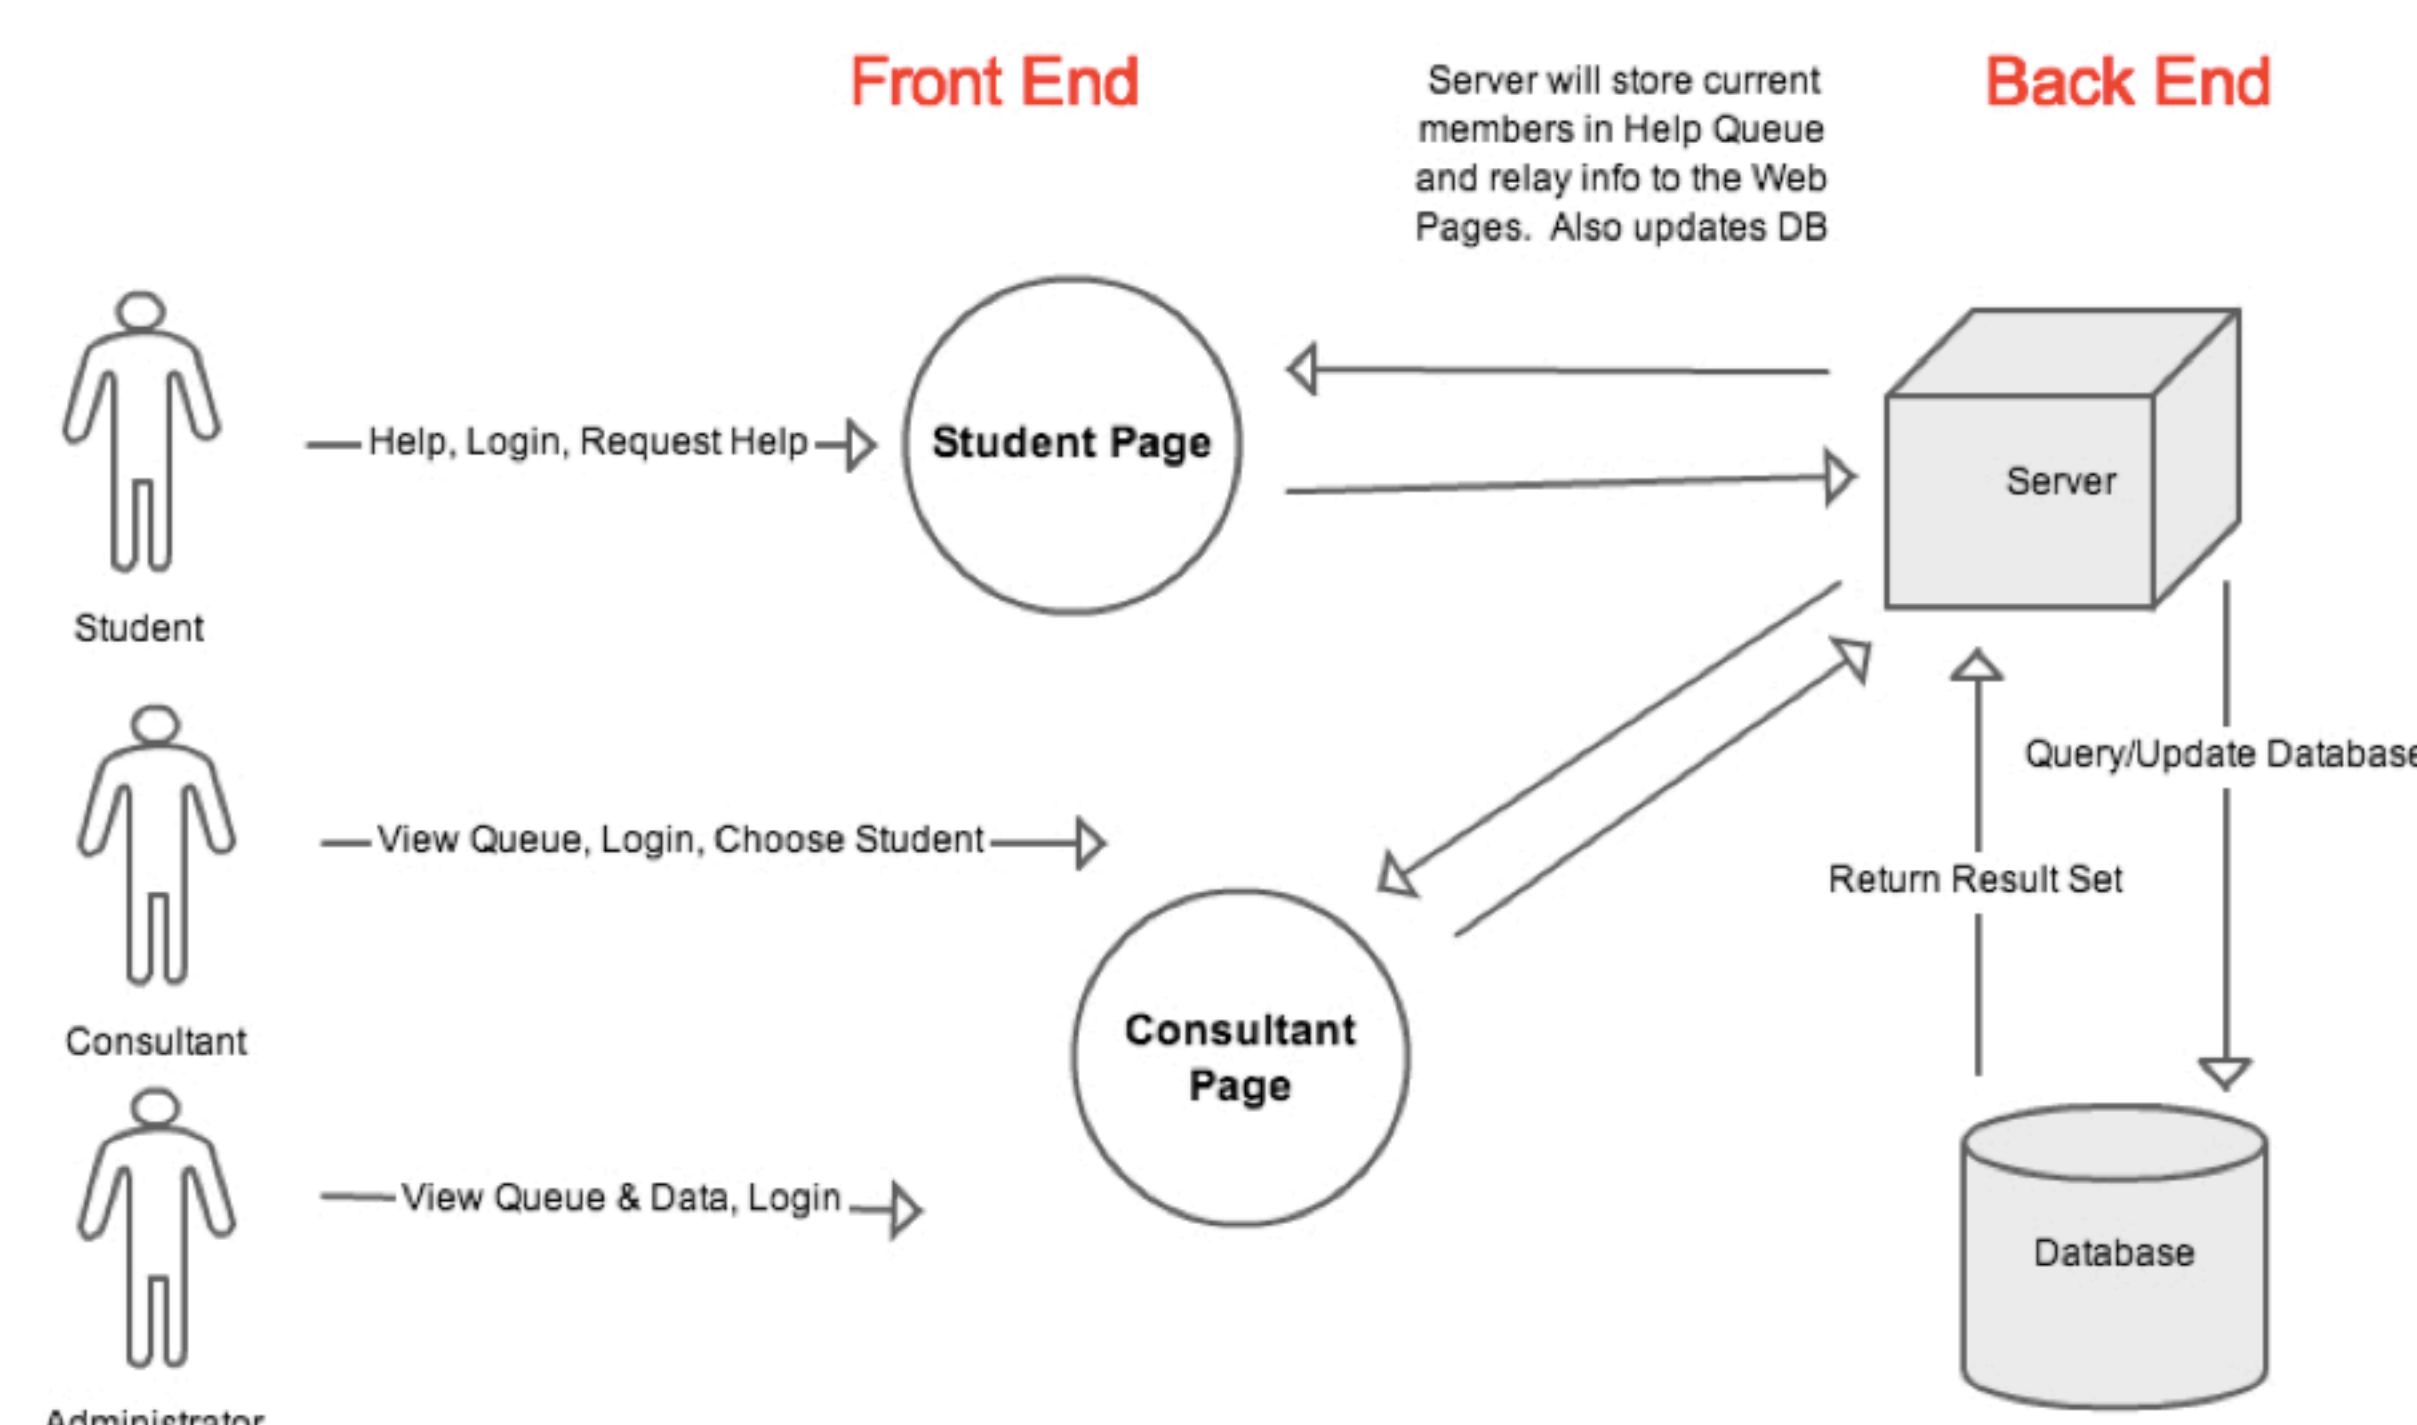 Front End
Server will store current
members in Help Queue
and relay info to the Web
Pages. Also updates DB
Back End
Help, Login, Request Help
Student Page
Server
Student
View Queue, Login, Choose Student
Query/Update Database
Return Result Set
Consultant
Consultant
Page
View Queue & Data, Login
Database
Administrator